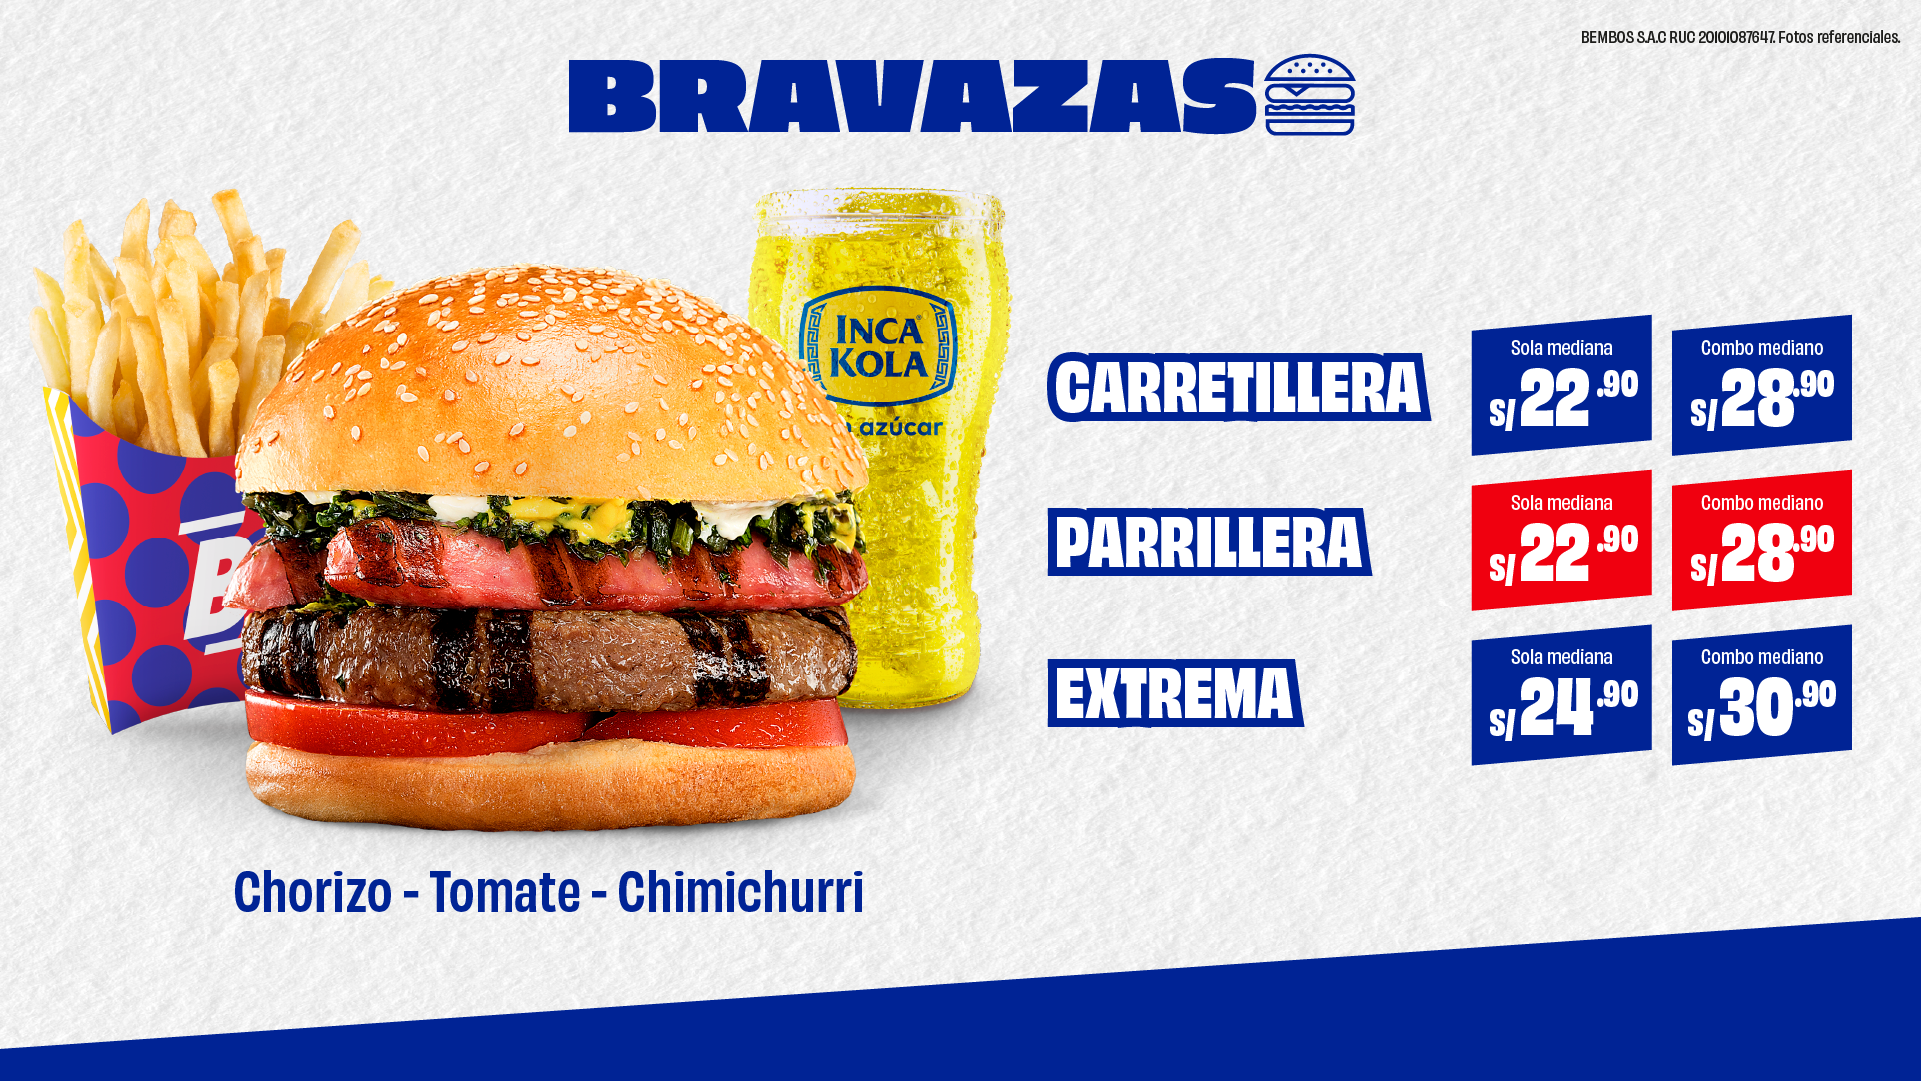 BEMBOS S.A.C RUC 20101087647. Fotos referenciales.
BRAVAZAS
INCA
KOLA
azúcar
B
CARRETILLERA
Sola mediana
S/22.90
Combo mediano
S/28.90
PARRILLERA
Sola mediana
S/22.90
Combo mediano
S/28.90
EXTREMA
Sola mediana
S/24.90
Combo mediano
S/30.90
Chorizo - Tomate - Chimichurri